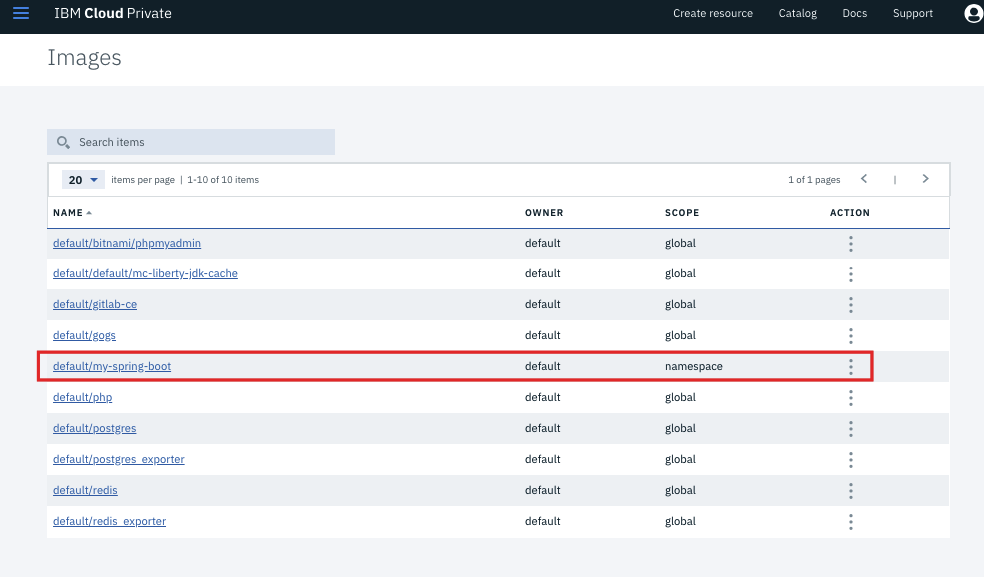 IBM Cloud Private Create resource Catalog Docs Support
Images
Search items
20 items per page | 1-10 of 10 items 1 of 1 pages |
NAME OWNER SCOPE ACTION
default/bitnami/phpmyadmin default global
default/default/mc-liberty-jdk-cache default global
default/gitlab-ce default global
default/gogs default global
default/my-spring-boot default namespace
default/php default global
default/postgres default global
default/postgres_exporter default global
default/redis default global
default/redis_exporter default global